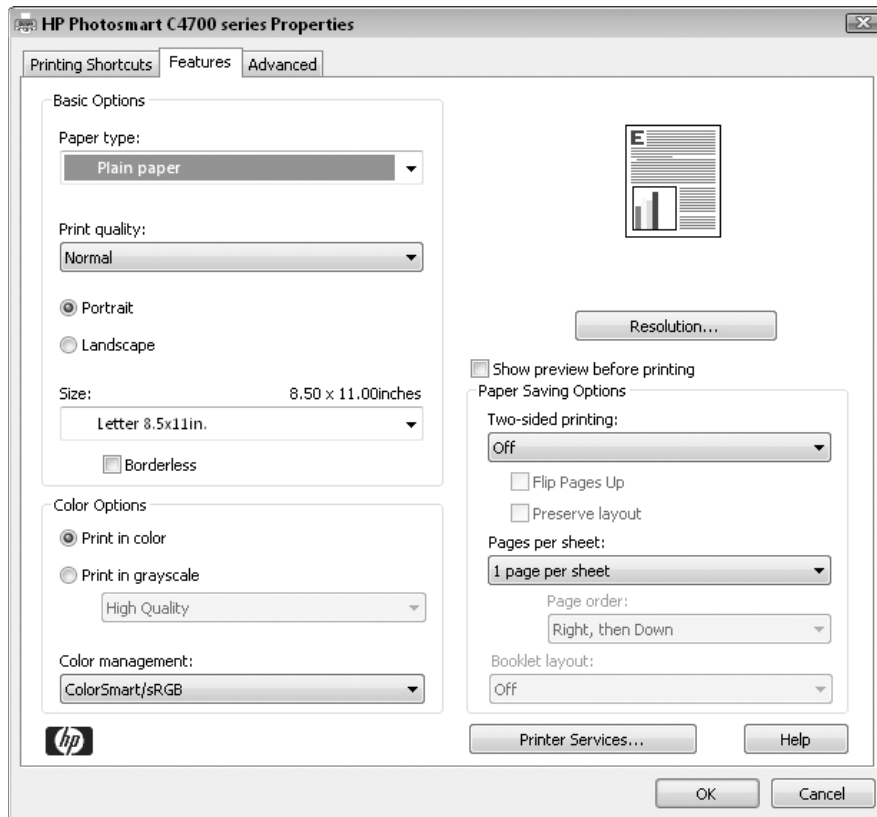 HP Photosmart C4700 series Properties
Printing Shortcuts Features Advanced
Basic Options
Paper type:
Plain paper
Print quality:
Normal
Portrait
Landscape
Size: 8.50 x 11.00inches
Letter 8.5x11in.
Borderless
Color Options
Print in color
Print in grayscale
High Quality
Color management:
ColorSmart/sRGB
hp
E
Resolution...
Show preview before printing
Paper Saving Options
Two-sided printing:
Off
Flip Pages Up
Preserve layout
Pages per sheet:
1 page per sheet
Page order:
Right, then Down
Booklet layout:
Off
Printer Services... Help
OK Cancel